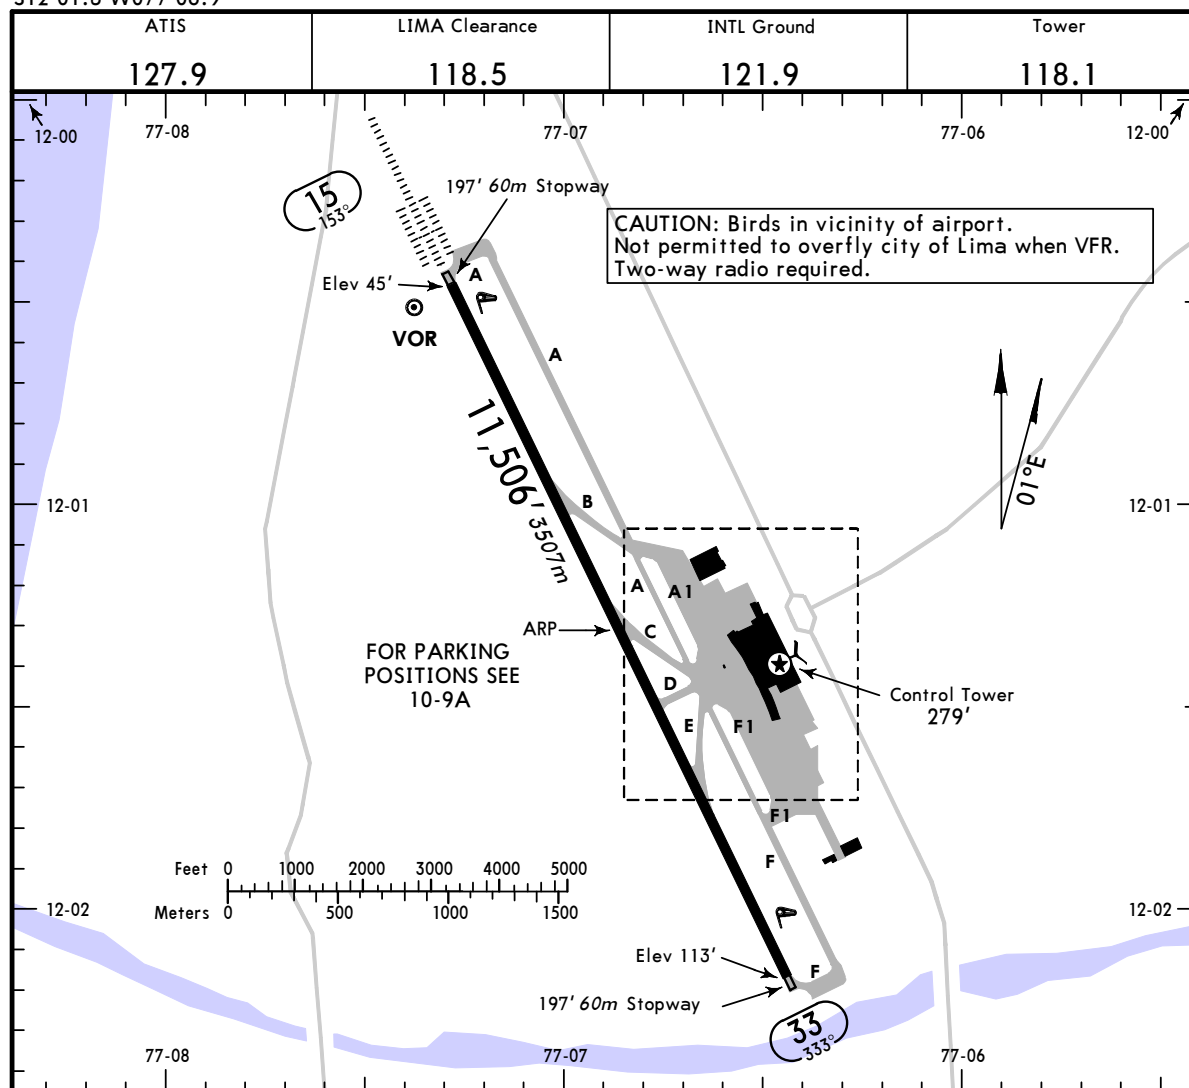 ATIS
127.9
LIMA Clearance
118.5
INTL Ground
121.9
Tower
118.1
12-00
77-08
77-07
77-06
12-00
15
153°
197' 60m Stopway
CAUTION: Birds in vicinity of airport.
Not permitted to overfly city of Lima when VFR.
Two-way radio required.
A
Elev 45'
VOR
A
11,506' 3507m
01°E
12-01
B
12-01
A
A1
ARP
C
FOR PARKING
POSITIONS SEE
10-9A
D
Control Tower
279'
E
F1
F1
F
Feet 0 1000 2000 3000 4000 5000
Meters 0 500 1000 1500
12-02
12-02
Elev 113'
F
197' 60m Stopway
33
333°
77-08
77-07
77-06